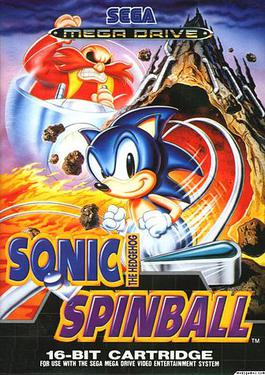 SEGA
MEGA DRIVE
SONIC
THE HEDGEHOG
SPINBALL
16-BIT CARTRIDGE
FOR USE WITH THE SEGA MEGA DRIVE VIDEO ENTERTAINMENT SYSTEM